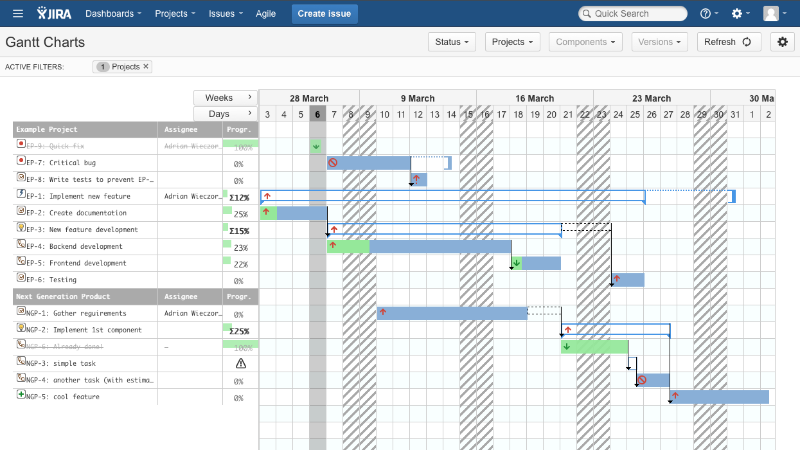 JIRA Dashboards Projects Issues Agile Create issue Quick Search
Gantt Charts Status Projects Components Versions Refresh
ACTIVE FILTERS: 1 Projects ×
Weeks 28 March 9 March 16 March 23 March 30 Ma
Days 3 4 5 6 7 8 9 10 11 12 13 14 15 16 17 18 19 20 21 22 23 24 25 26 27 28 29 30 31 1 2
Example Project Assignee Progr.
EP-9: Quick fix Adrian Wieczor… 100%
EP-7: Critical bug 0%
EP-8: Write tests to prevent EP-… 0%
EP-1: Implement new feature Adrian Wieczor… Σ12%
EP-2: Create documentation 25%
EP-3: New feature development Σ15%
EP-4: Backend development 23%
EP-5: Frontend development 22%
EP-6: Testing 0%
Next Generation Product Assignee Progr.
NGP-1: Gather reguirements Adrian Wieczor… 0%
NGP-2: Implement 1st component Σ25%
NGP-6: Already done! – 100%
NGP-3: simple task
NGP-4: another task (with estima… 0%
NGP-5: cool feature 0%